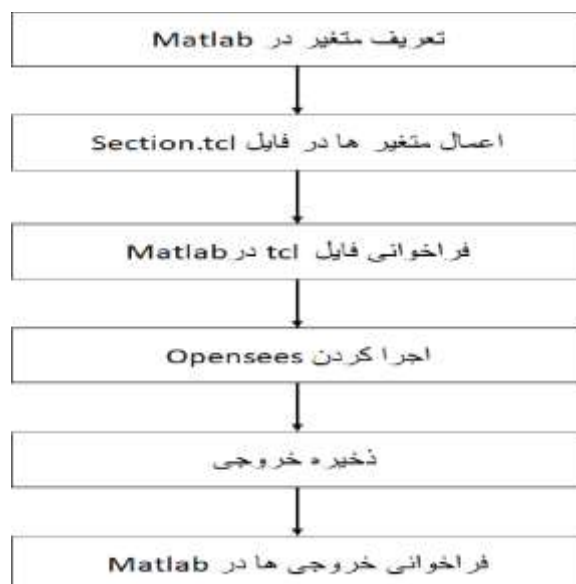 تعریف متغیر در Matlab
اعمال متغیر ها در فایل Section.tcl
فراخوانی فایل tcl در Matlab
اجرا کردن Opensees
ذخیره خروجی
فراخوانی خروجی ها در Matlab